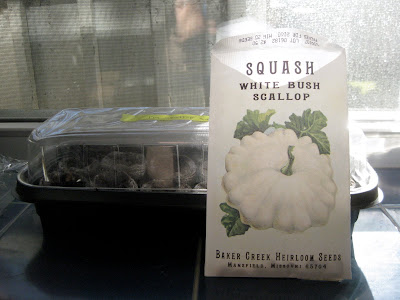 SQUASH
WHITE BUSH
SCALLOP
BAKER CREEK HEIRLOOM SEEDS
MANSFIELD, MISSOURI 65704